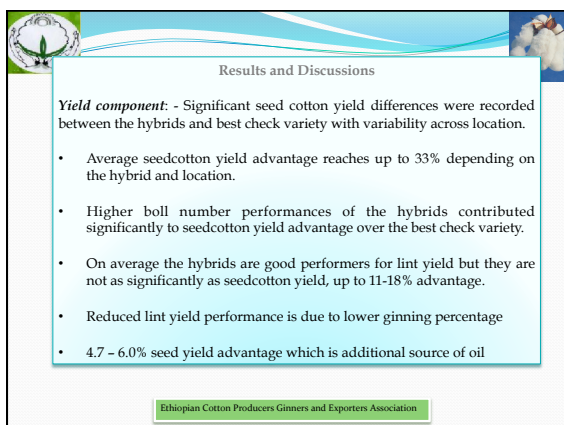 Results and Discussions
Yield component: - Significant seed cotton yield differences were recorded
between the hybrids and best check variety with variability across location.
• Average seedcotton yield advantage reaches up to 33% depending on
the hybrid and location.
• Higher boll number performances of the hybrids contributed
significantly to seedcotton yield advantage over the best check variety.
• On average the hybrids are good performers for lint yield but they are
not as significantly as seedcotton yield, up to 11-18% advantage.
• Reduced lint yield performance is due to lower ginning percentage
• 4.7 – 6.0% seed yield advantage which is additional source of oil
Ethiopian Cotton Producers Ginners and Exporters Association